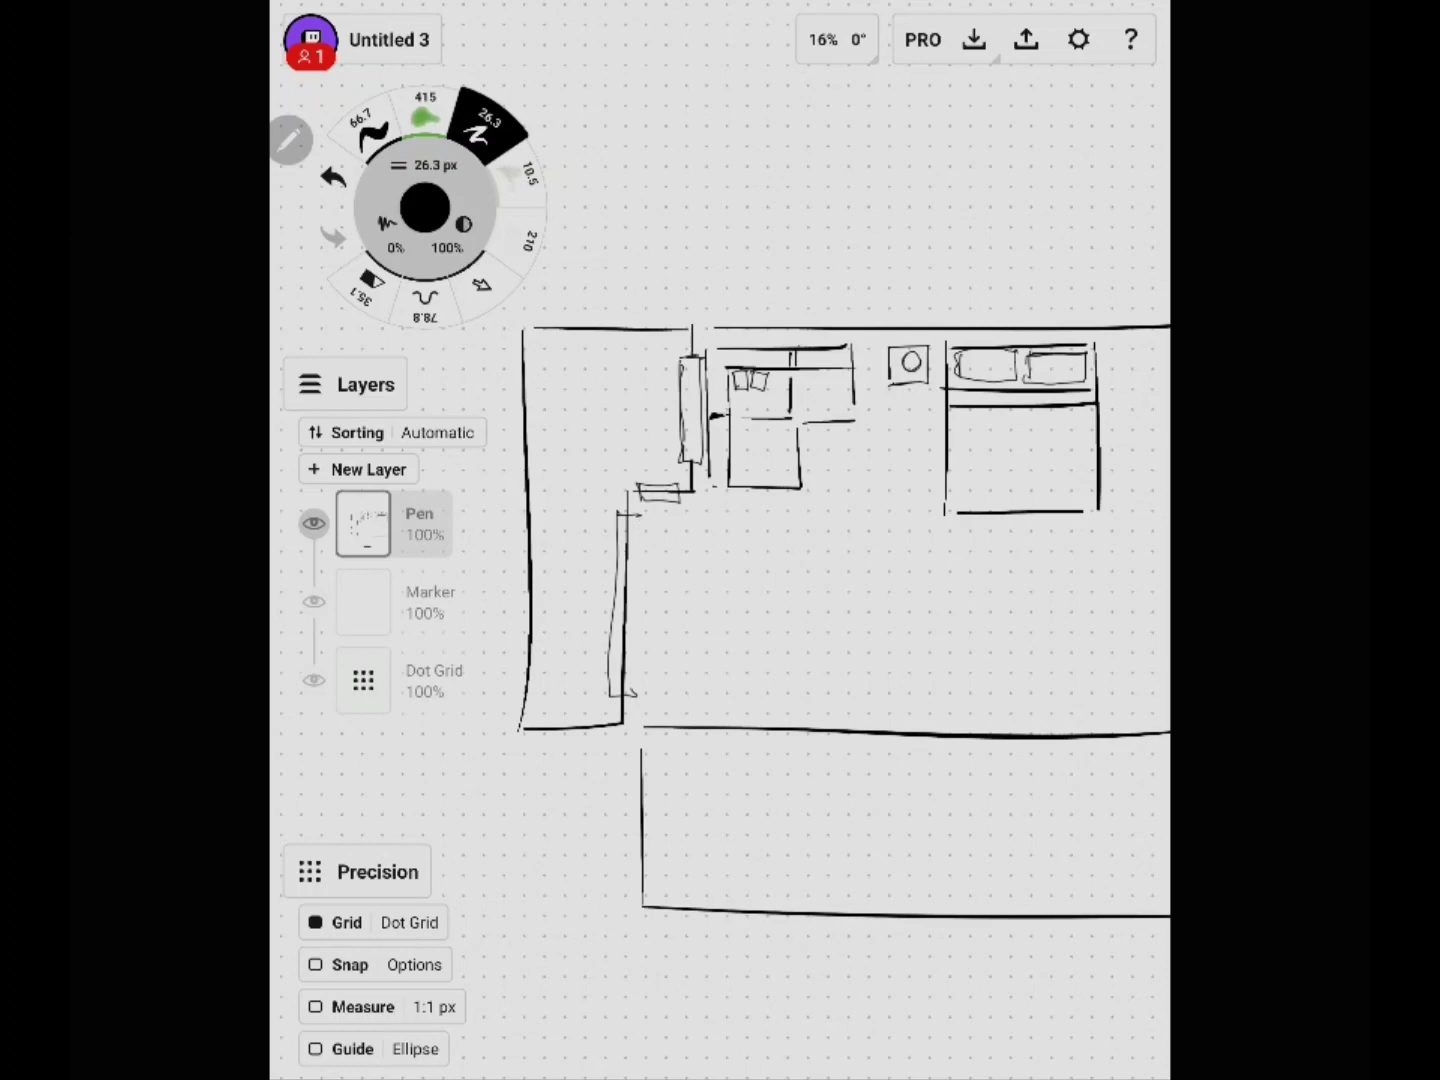 Untitled 3
1
16% 0°
PRO
?
66.7
415
26.3
10.5
210
26.3 px
0% 100%
35.1
78.8
Layers
Sorting Automatic
+ New Layer
Pen
100%
Marker
100%
Dot Grid
100%
Precision
Grid Dot Grid
Snap Options
Measure 1:1 px
Guide Ellipse